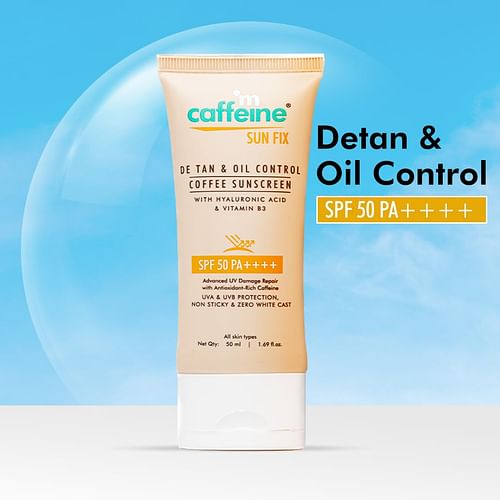 i'm
caffeine®
SUN FIX
DE TAN & OIL CONTROL
COFFEE SUNSCREEN
WITH HYALURONIC ACID
& VITAMIN B3
SPF 50 PA++++
Advanced UV Damage Repair
with Antioxidant-Rich Caffeine
UVA & UVB PROTECTION,
NON STICKY & ZERO WHITE CAST
All skin types
Net Qty: 50 ml | 1.69 fl.oz.
Detan &
Oil Control
SPF 50 PA++++